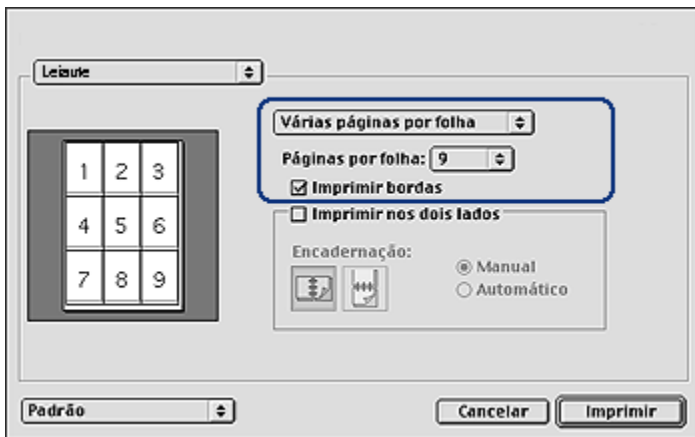 Leiaute
Várias páginas por folha
Páginas por folha: 9
Imprimir bordas
1 2 3
4 5 6
7 8 9
Imprimir nos dois lados
Encadernação:
Manual
Automático
Padrão
Cancelar
Imprimir